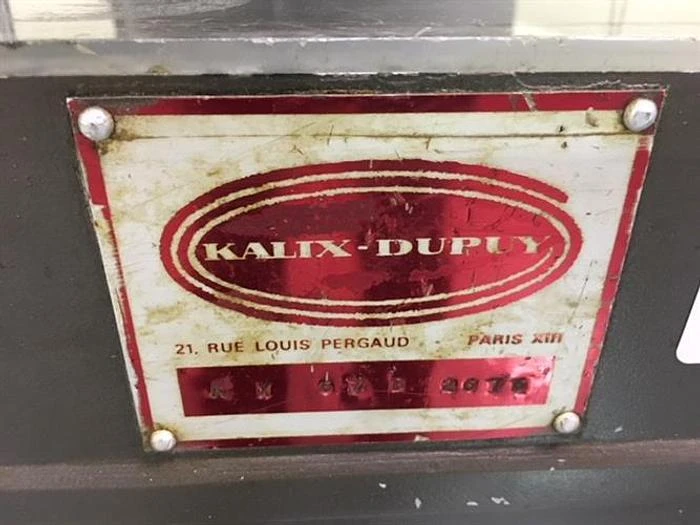 KALIX-DUPUY
21, RUE LOUIS PERGAUD PARIS XIII